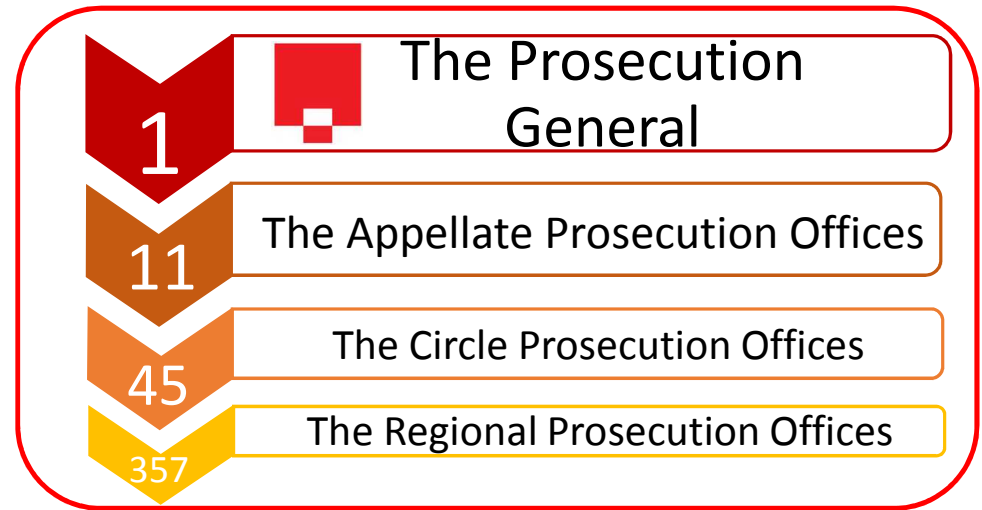 1
The Prosecution
General
11
The Appellate Prosecution Offices
45
The Circle Prosecution Offices
357
The Regional Prosecution Offices